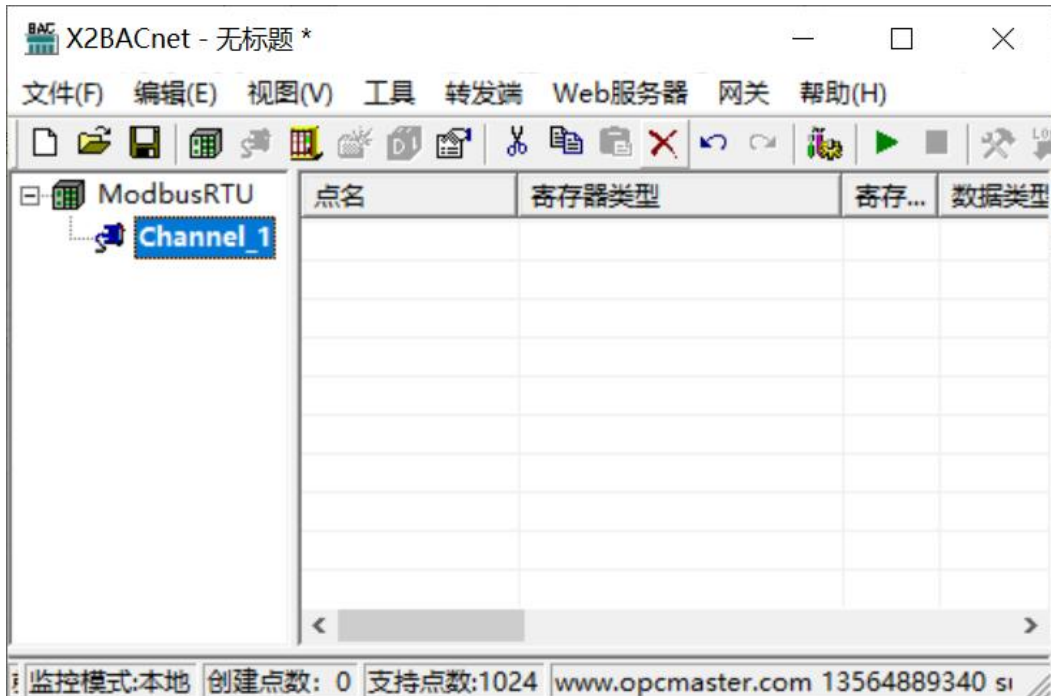 X2BACnet - 无标题 *
文件(F) 编辑(E) 视图(V) 工具 转发端 Web服务器 网关 帮助(H)
ModbusRTU
Channel_1
点名 寄存器类型 寄存... 数据类型
监控模式:本地 创建点数: 0 支持点数:1024 www.opcmaster.com 13564889340